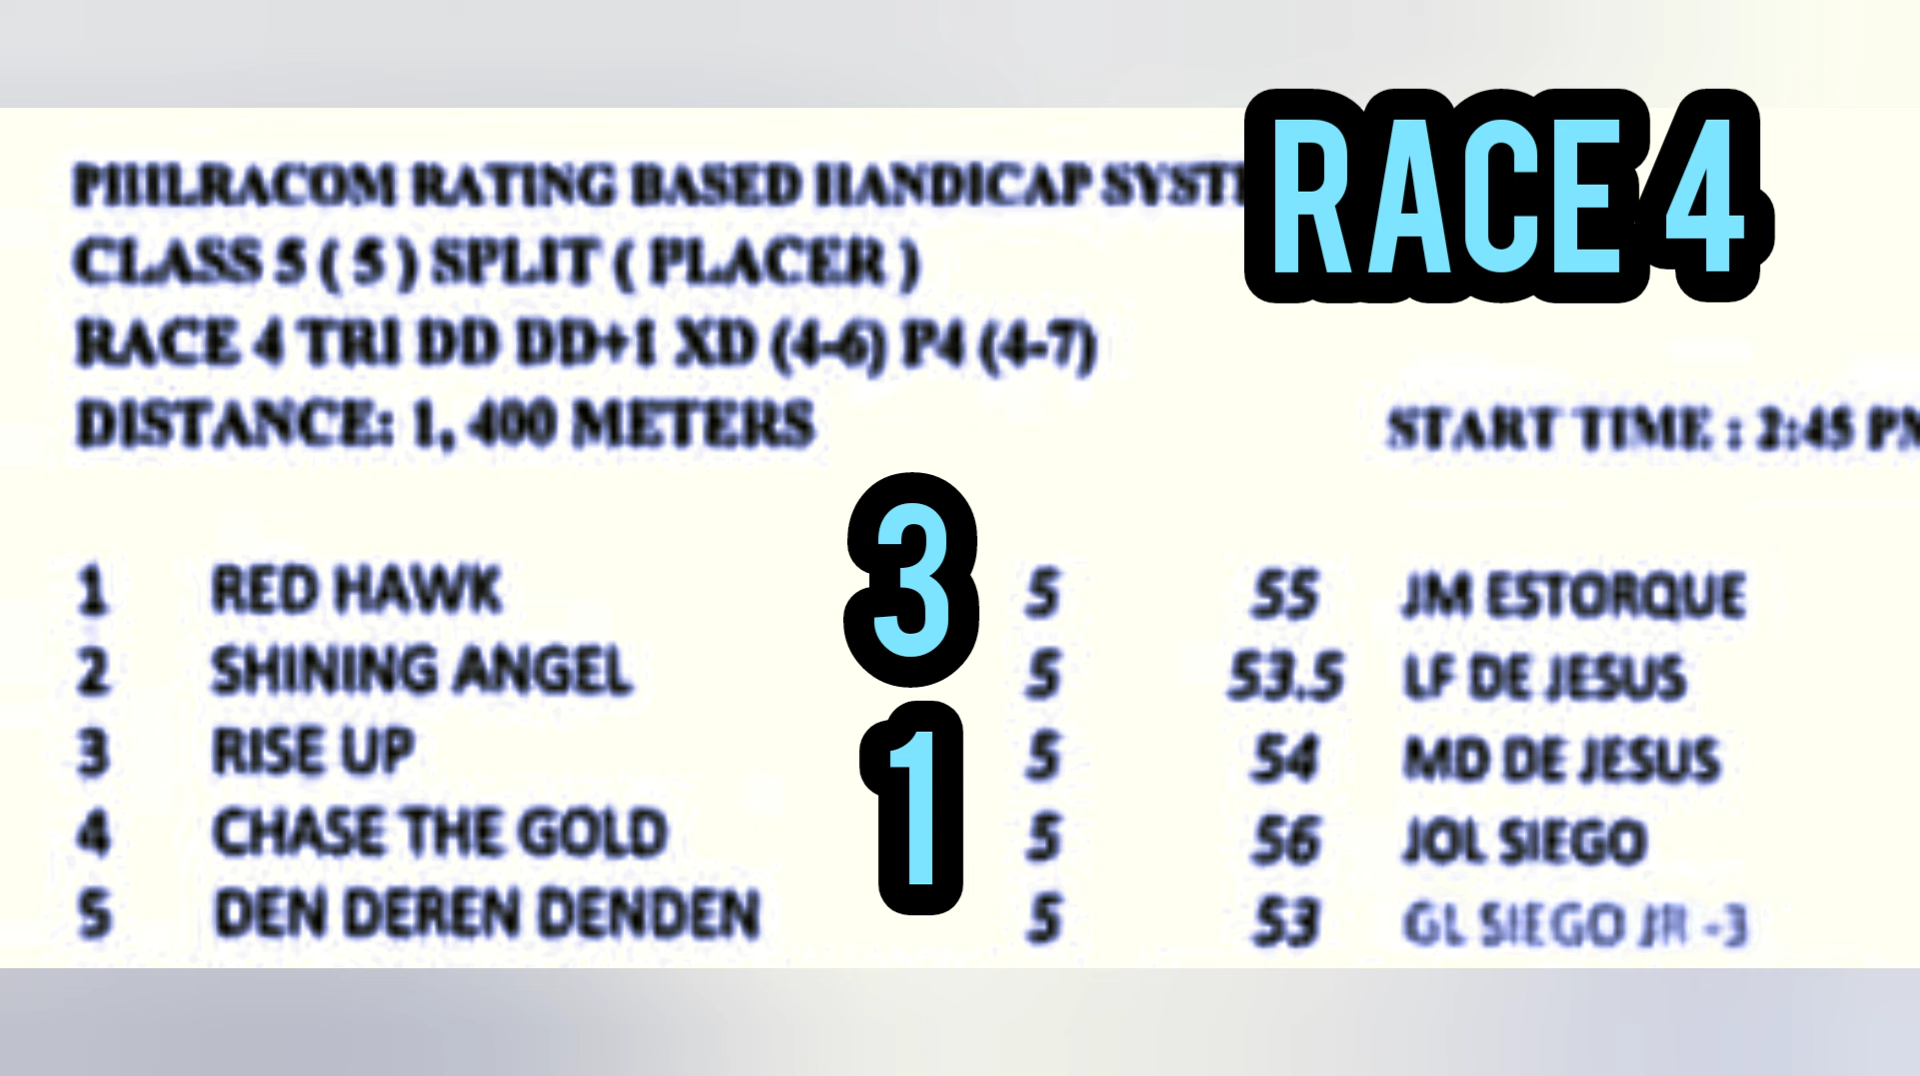 RACE 4
PHILRACOM RATING BASED HANDICAP
CLASS 5 ( 5 ) SPLIT ( PLACER )
RACE 4 TRI DD DD+1 XD (4-6) P4 (4-7)
DISTANCE: 1, 400 METERS
START TIME : 2:45
3
1
1 RED HAWK 5 55 JM ESTORQUE
2 SHINING ANGEL 5 53.5 LF DE JESUS
3 RISE UP 5 54 MD DE JESUS
4 CHASE THE GOLD 5 56 JOL SIEGO
5 DEN DEREN DENDEN 5 53 GL SIEGO JR -3